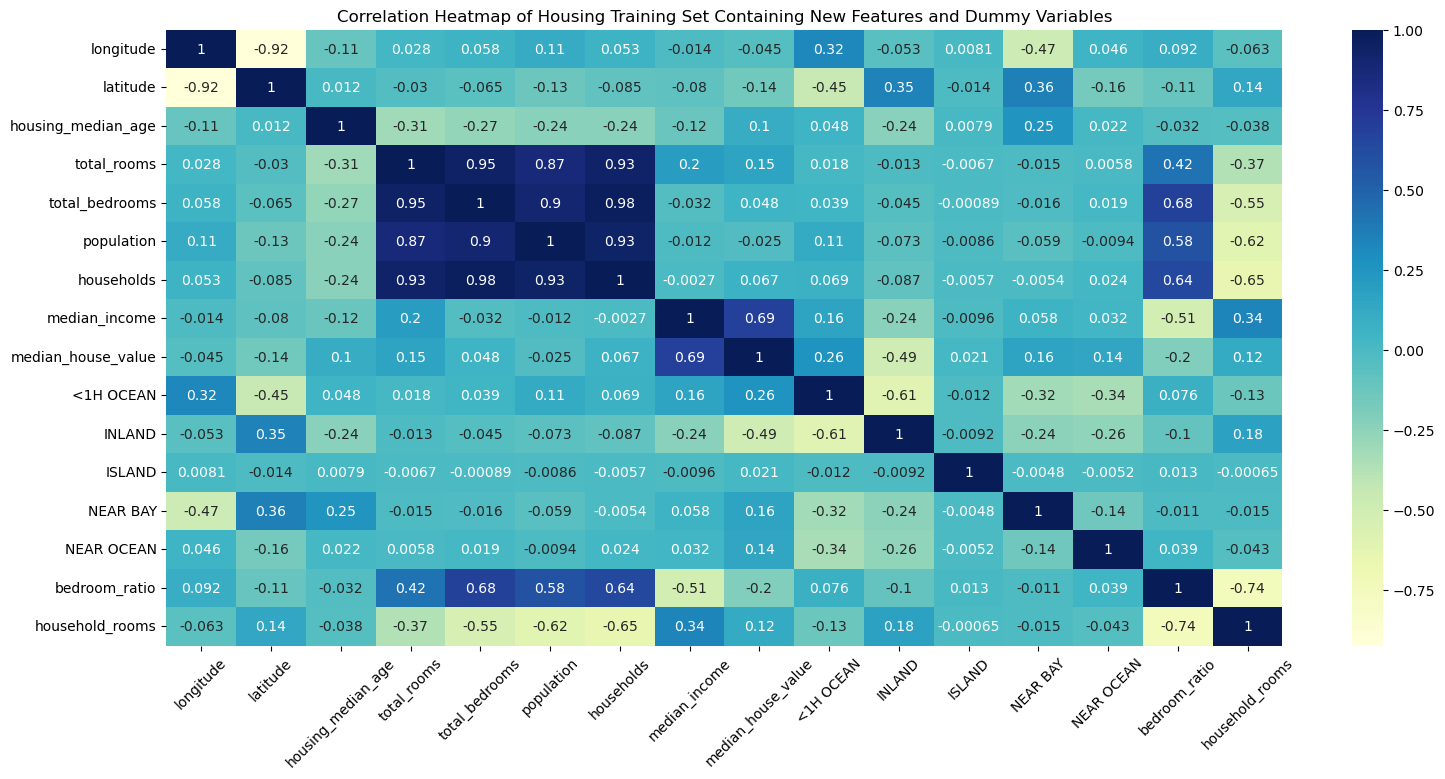 Correlation Heatmap of Housing Training Set Containing New Features and Dummy Variables
longitude 1 -0.92 -0.11 0.028 0.058 0.11 0.053 -0.014 -0.045 0.32 -0.053 0.0081 -0.47 0.046 0.092 -0.063
latitude -0.92 1 0.012 -0.03 -0.065 -0.13 -0.085 -0.08 -0.14 -0.45 0.35 -0.014 0.36 -0.16 -0.11 0.14
housing_median_age -0.11 0.012 1 -0.31 -0.27 -0.24 -0.24 -0.12 0.1 0.048 -0.24 0.0079 0.25 0.022 -0.032 -0.038
total_rooms 0.028 -0.03 -0.31 1 0.95 0.87 0.93 0.2 0.15 0.018 -0.013 -0.0067 -0.015 0.0058 0.42 -0.37
total_bedrooms 0.058 -0.065 -0.27 0.95 1 0.9 0.98 -0.032 0.048 0.039 -0.045 -0.00089 -0.016 0.019 0.68 -0.55
population 0.11 -0.13 -0.24 0.87 0.9 1 0.93 -0.012 -0.025 0.11 -0.073 -0.0086 -0.059 -0.0094 0.58 -0.62
households 0.053 -0.085 -0.24 0.93 0.98 0.93 1 -0.0027 0.067 0.069 -0.087 -0.0057 -0.0054 0.024 0.64 -0.65
median_income -0.014 -0.08 -0.12 0.2 -0.032 -0.012 -0.0027 1 0.69 0.16 -0.24 -0.0096 0.058 0.032 -0.51 0.34
median_house_value -0.045 -0.14 0.1 0.15 0.048 -0.025 0.067 0.69 1 0.26 -0.49 0.021 0.16 0.14 -0.2 0.12
<1H OCEAN 0.32 -0.45 0.048 0.018 0.039 0.11 0.069 0.16 0.26 1 -0.61 -0.012 -0.32 -0.34 0.076 -0.13
INLAND -0.053 0.35 -0.24 -0.013 -0.045 -0.073 -0.087 -0.24 -0.49 -0.61 1 -0.0092 -0.24 -0.26 -0.1 0.18
ISLAND 0.0081 -0.014 0.0079 -0.0067 -0.00089 -0.0086 -0.0057 -0.0096 0.021 -0.012 -0.0092 1 -0.0048 -0.0052 0.013 -0.00065
NEAR BAY -0.47 0.36 0.25 -0.015 -0.016 -0.059 -0.0054 0.058 0.16 -0.32 -0.24 -0.0048 1 -0.14 -0.011 -0.015
NEAR OCEAN 0.046 -0.16 0.022 0.0058 0.019 -0.0094 0.024 0.032 0.14 -0.34 -0.26 -0.0052 -0.14 1 0.039 -0.043
bedroom_ratio 0.092 -0.11 -0.032 0.42 0.68 0.58 0.64 -0.51 -0.2 0.076 -0.1 0.013 -0.011 0.039 1 -0.74
household_rooms -0.063 0.14 -0.038 -0.37 -0.55 -0.62 -0.65 0.34 0.12 -0.13 0.18 -0.00065 -0.015 -0.043 -0.74 1
longitude latitude housing_median_age total_rooms total_bedrooms population households median_income median_house_value <1H OCEAN INLAND ISLAND NEAR BAY NEAR OCEAN bedroom_ratio household_rooms
1.00
0.75
0.50
0.25
0.00
−0.25
−0.50
−0.75